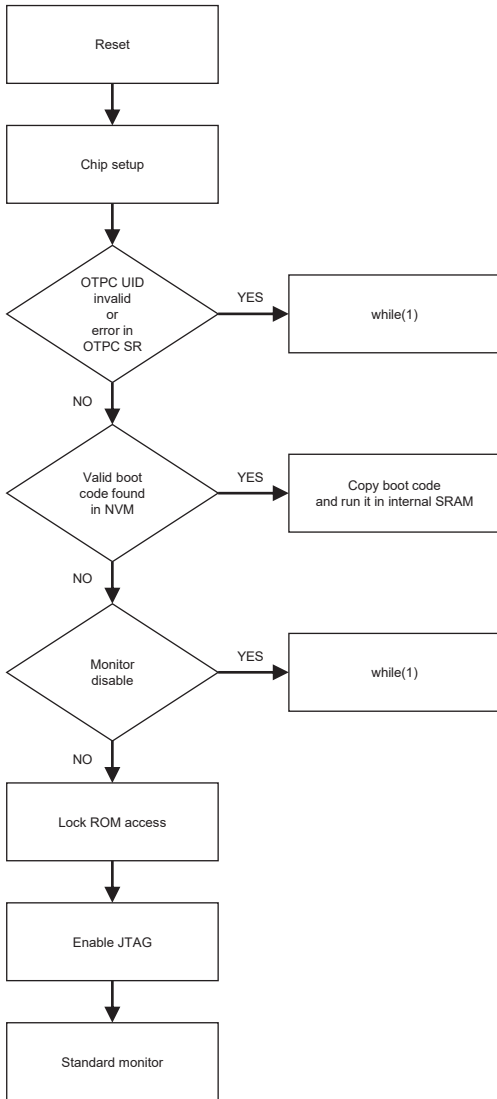 Reset
Chip setup
OTPC UID
invalid
or
error in
OTPC SR
YES
while(1)
NO
Valid boot
code found
in NVM
YES
Copy boot code
and run it in internal SRAM
NO
Monitor
disable
YES
while(1)
NO
Lock ROM access
Enable JTAG
Standard monitor